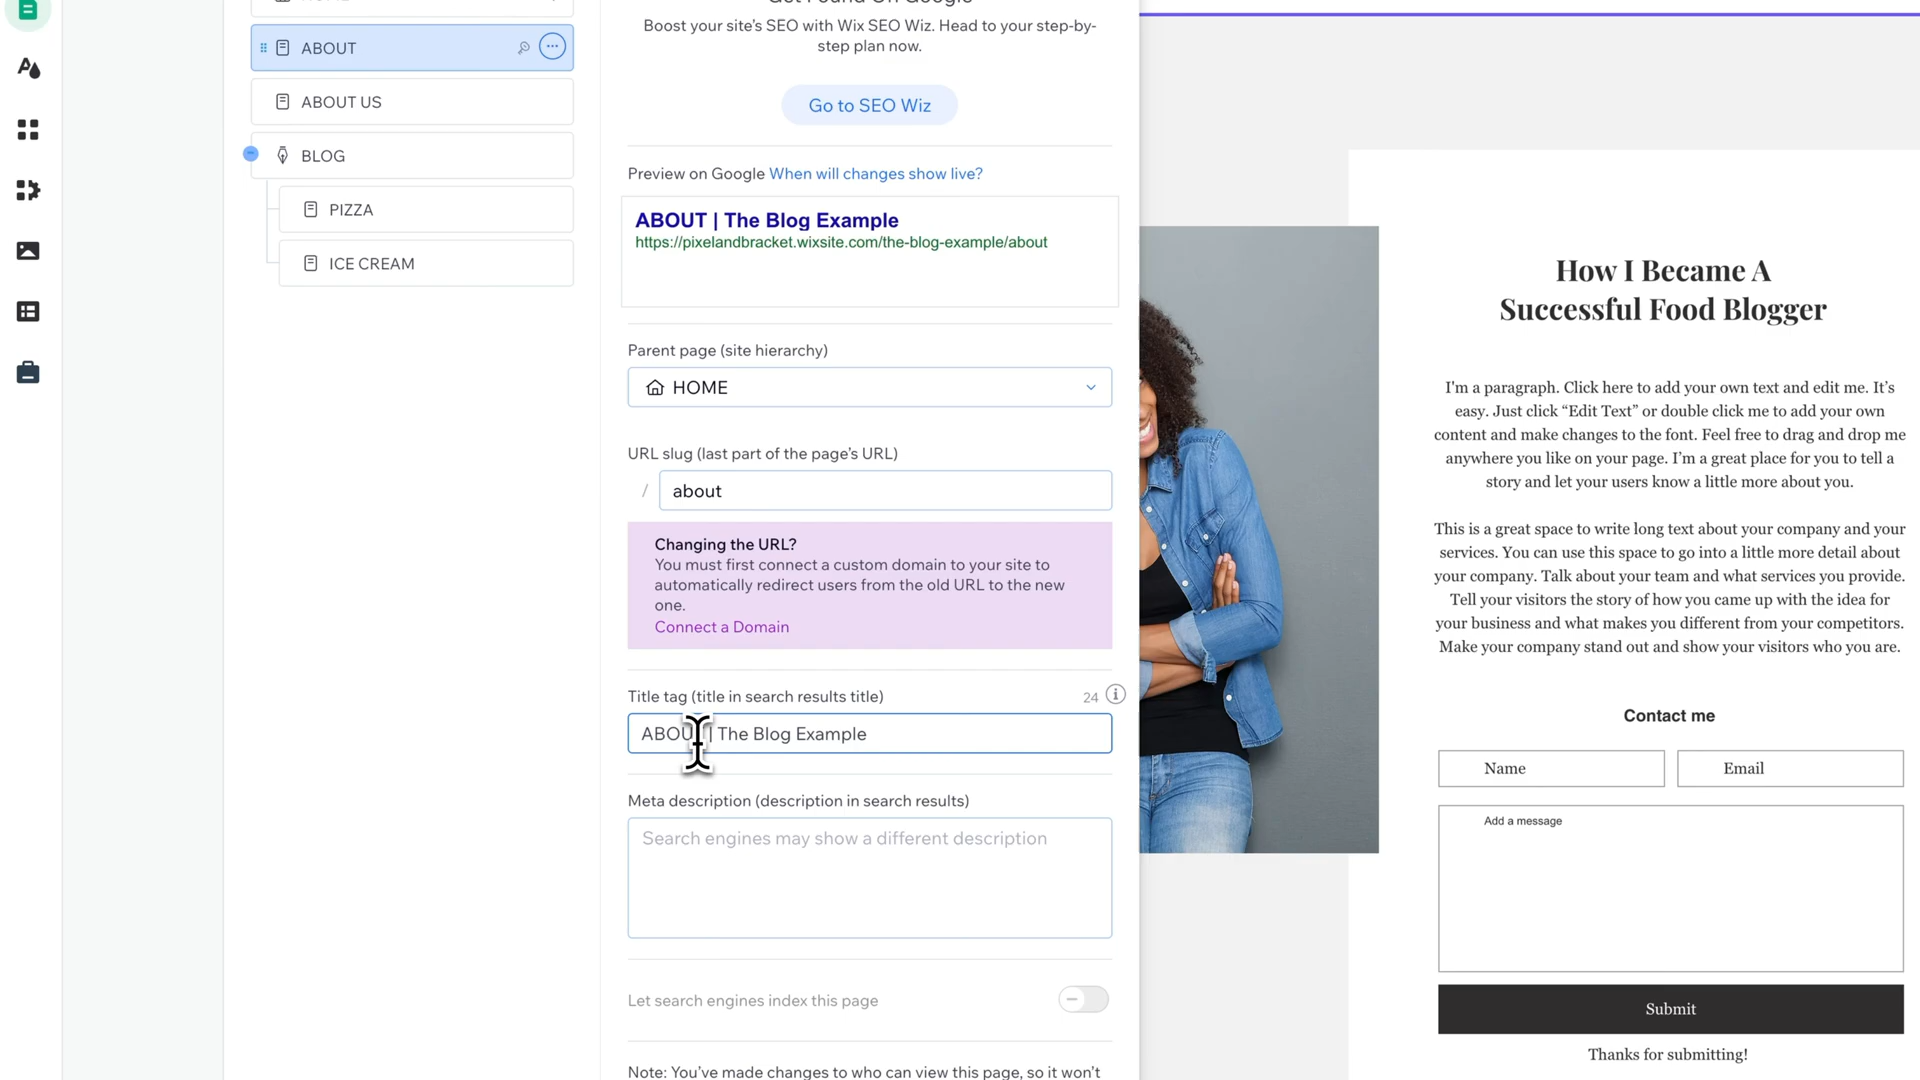 ABOUT
ABOUT US
BLOG
PIZZA
ICE CREAM
Boost your site's SEO with Wix SEO Wiz. Head to your step-by-
step plan now.
Go to SEO Wiz
Preview on Google When will changes show live?
ABOUT | The Blog Example
https://pixelandbracket.wixsite.com/the-blog-example/about
Parent page (site hierarchy)
HOME
URL slug (last part of the page's URL)
/ about
Changing the URL?
You must first connect a custom domain to your site to
automatically redirect users from the old URL to the new
one.
Connect a Domain
Title tag (title in search results title) 24
ABOUT | The Blog Example
Meta description (description in search results)
Search engines may show a different description
Let search engines index this page
Note: You've made changes to who can view this page, so it won't
How I Became A
Successful Food Blogger
I'm a paragraph. Click here to add your own text and edit me. It's
easy. Just click “Edit Text” or double click me to add your own
content and make changes to the font. Feel free to drag and drop me
anywhere you like on your page. I'm a great place for you to tell a
story and let your users know a little more about you.
This is a great space to write long text about your company and your
services. You can use this space to go into a little more detail about
your company. Talk about your team and what services you provide.
Tell your visitors the story of how you came up with the idea for
your business and what makes you different from your competitors.
Make your company stand out and show your visitors who you are.
Contact me
Name
Email
Add a message
Submit
Thanks for submitting!